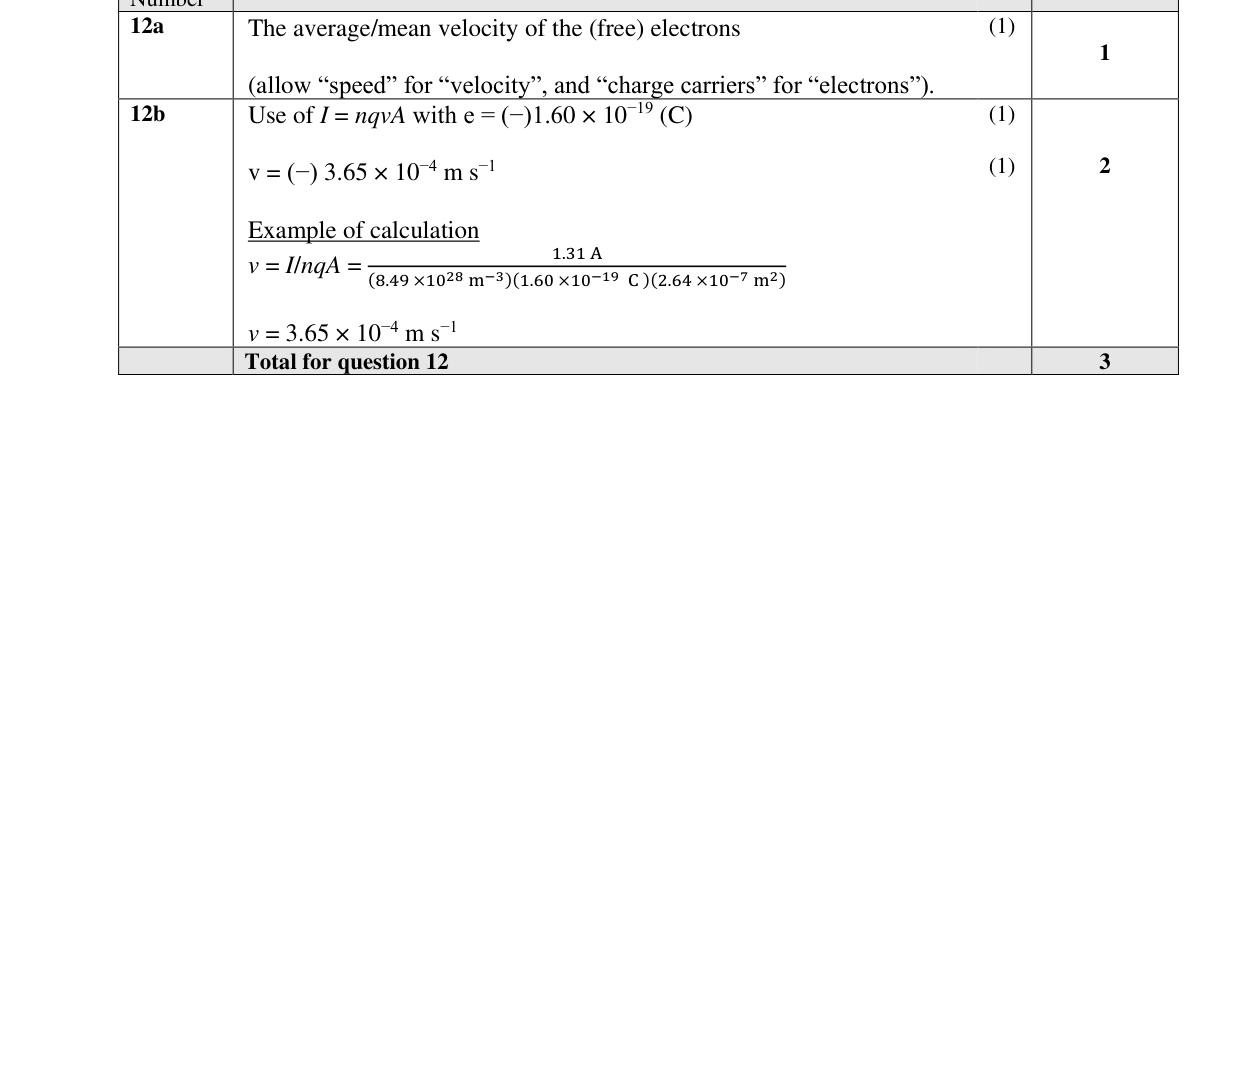 Number
12a The average/mean velocity of the (free) electrons (1) 1
(allow “speed” for “velocity”, and “charge carriers” for “electrons”).
12b Use of I = nqvA with e = (−)1.60 × 10⁻¹⁹ (C) (1)
v = (−) 3.65 × 10⁻⁴ m s⁻¹ (1) 2
Example of calculation
v = I/nqA = 1.31 A / (8.49 ×10²⁸ m⁻³)(1.60 ×10⁻¹⁹ C )(2.64 ×10⁻⁷ m²)
v = 3.65 × 10⁻⁴ m s⁻¹
Total for question 12 3